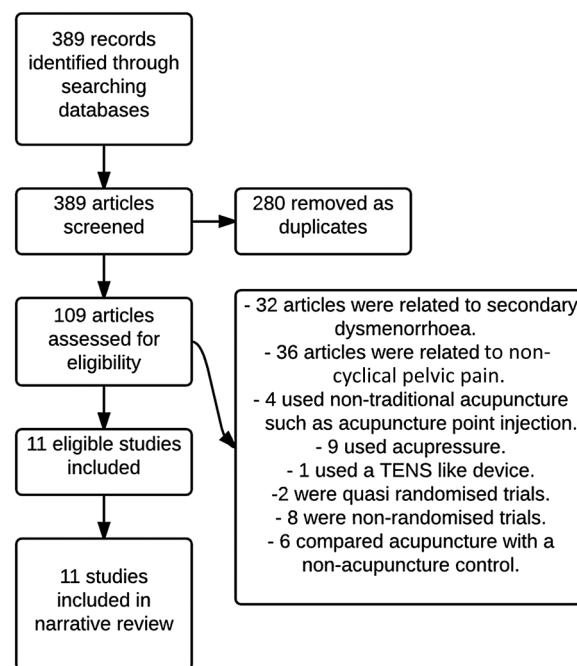 389 records
identified through
searching
databases
389 articles
screened
280 removed as
duplicates
109 articles
assessed for
eligibility
- 32 articles were related to secondary
dysmenorrhoea.
- 36 articles were related to non-
cyclical pelvic pain.
- 4 used non-traditional acupuncture
such as acupuncture point injection.
- 9 used acupressure.
- 1 used a TENS like device.
-2 were quasi randomised trials.
- 8 were non-randomised trials.
- 6 compared acupuncture with a
non-acupuncture control.
11 eligible studies
included
11 studies
included in
narrative review